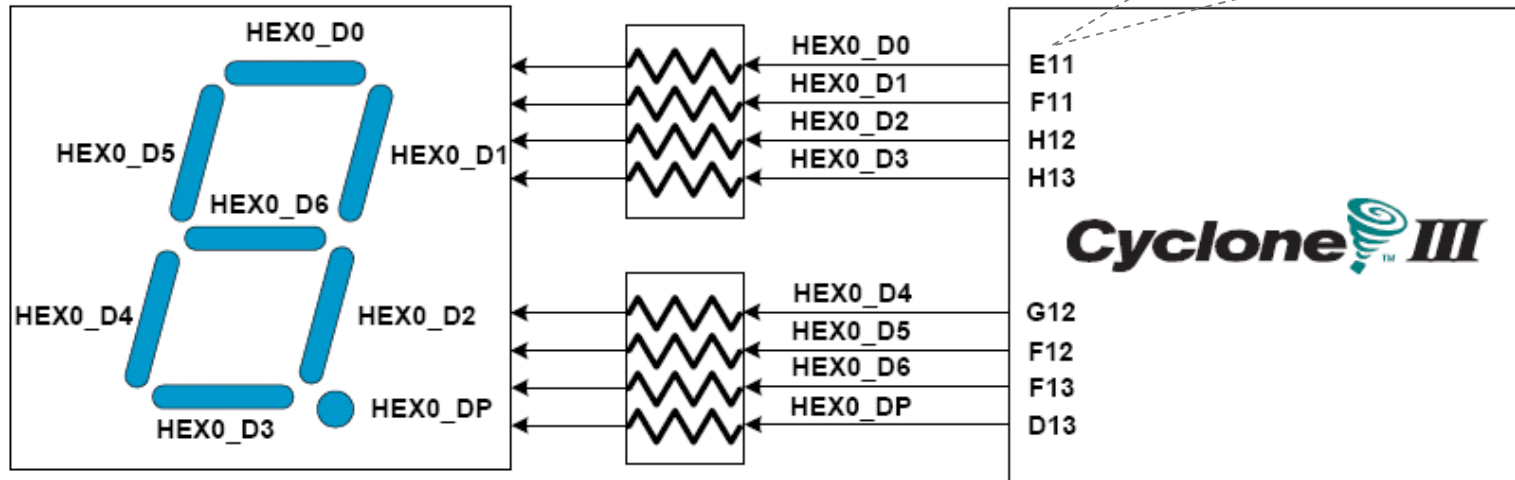 HEX0_D0
HEX0_D5
HEX0_D1
HEX0_D6
HEX0_D4
HEX0_D2
HEX0_DP
HEX0_D3
HEX0_D0
HEX0_D1
HEX0_D2
HEX0_D3
HEX0_D4
HEX0_D5
HEX0_D6
HEX0_DP
E11
F11
H12
H13
Cyclone III
TM
G12
F12
F13
D13